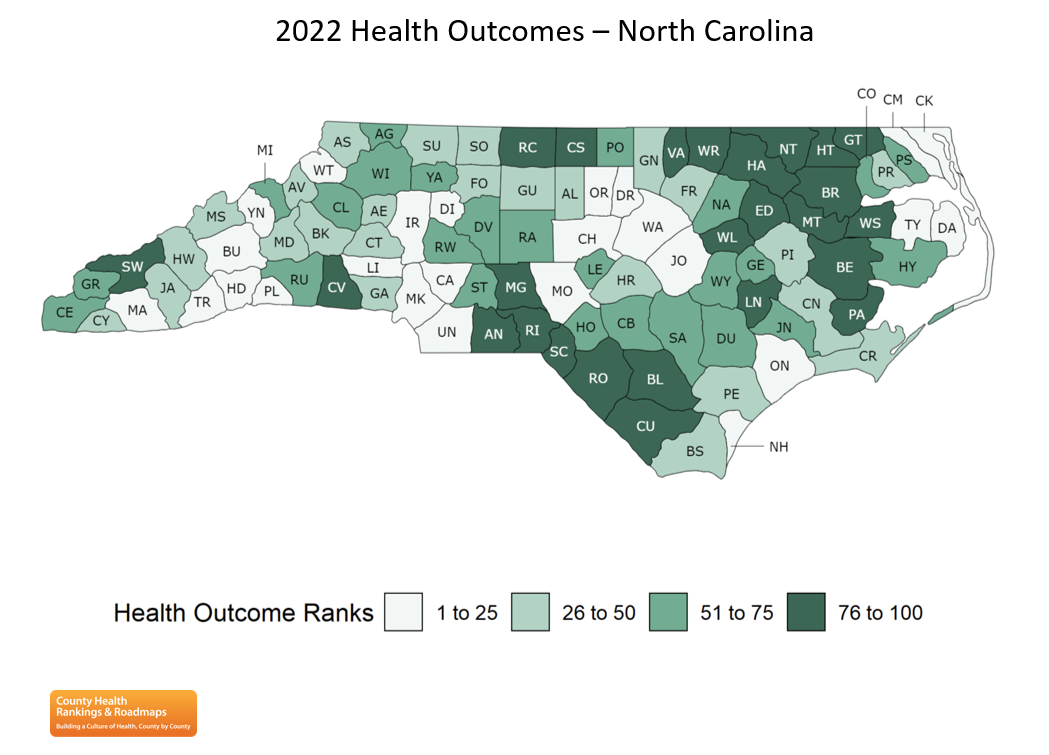 2022 Health Outcomes – North Carolina
CO
CM
CK
MI
AS
AG
SU
SO
RC
CS
PO
GN
VA
WR
HA
NT
HT
GT
WT
WI
YA
FO
GU
AL
OR
DR
FR
NA
BR
PR
PS
AV
CL
AE
IR
DI
DV
RA
CH
WA
ED
MT
WS
TY
DA
MS
YN
MD
BK
CT
RW
WL
PI
BE
HY
SW
HW
BU
LI
CA
ST
MG
MO
LE
HR
JO
WY
GE
GR
JA
HD
PL
RU
CV
GA
MK
LN
CN
PA
CE
CY
MA
TR
UN
AN
RI
HO
CB
SA
DU
JN
CR
SC
RO
BL
ON
PE
CU
BS
NH
Health Outcome Ranks
1 to 25
26 to 50
51 to 75
76 to 100
County Health
Rankings & Roadmaps
Building a Culture of Health, County by County